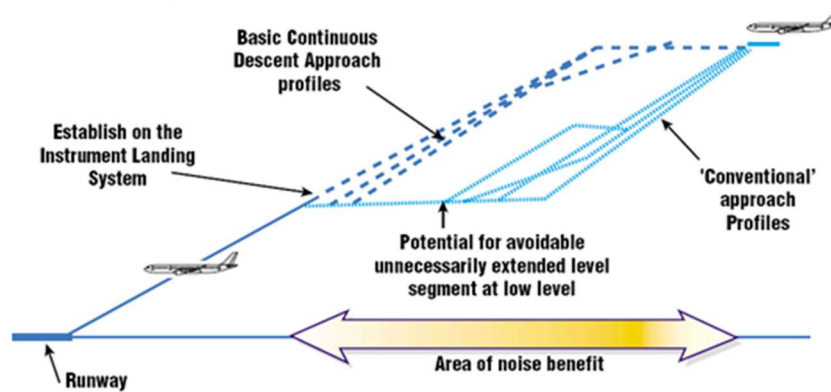 Basic Continuous
Descent Approach
profiles
Establish on the
Instrument Landing
System
'Conventional'
approach
Profiles
Potential for avoidable
unnecessarily extended level
segment at low level
Area of noise benefit
Runway